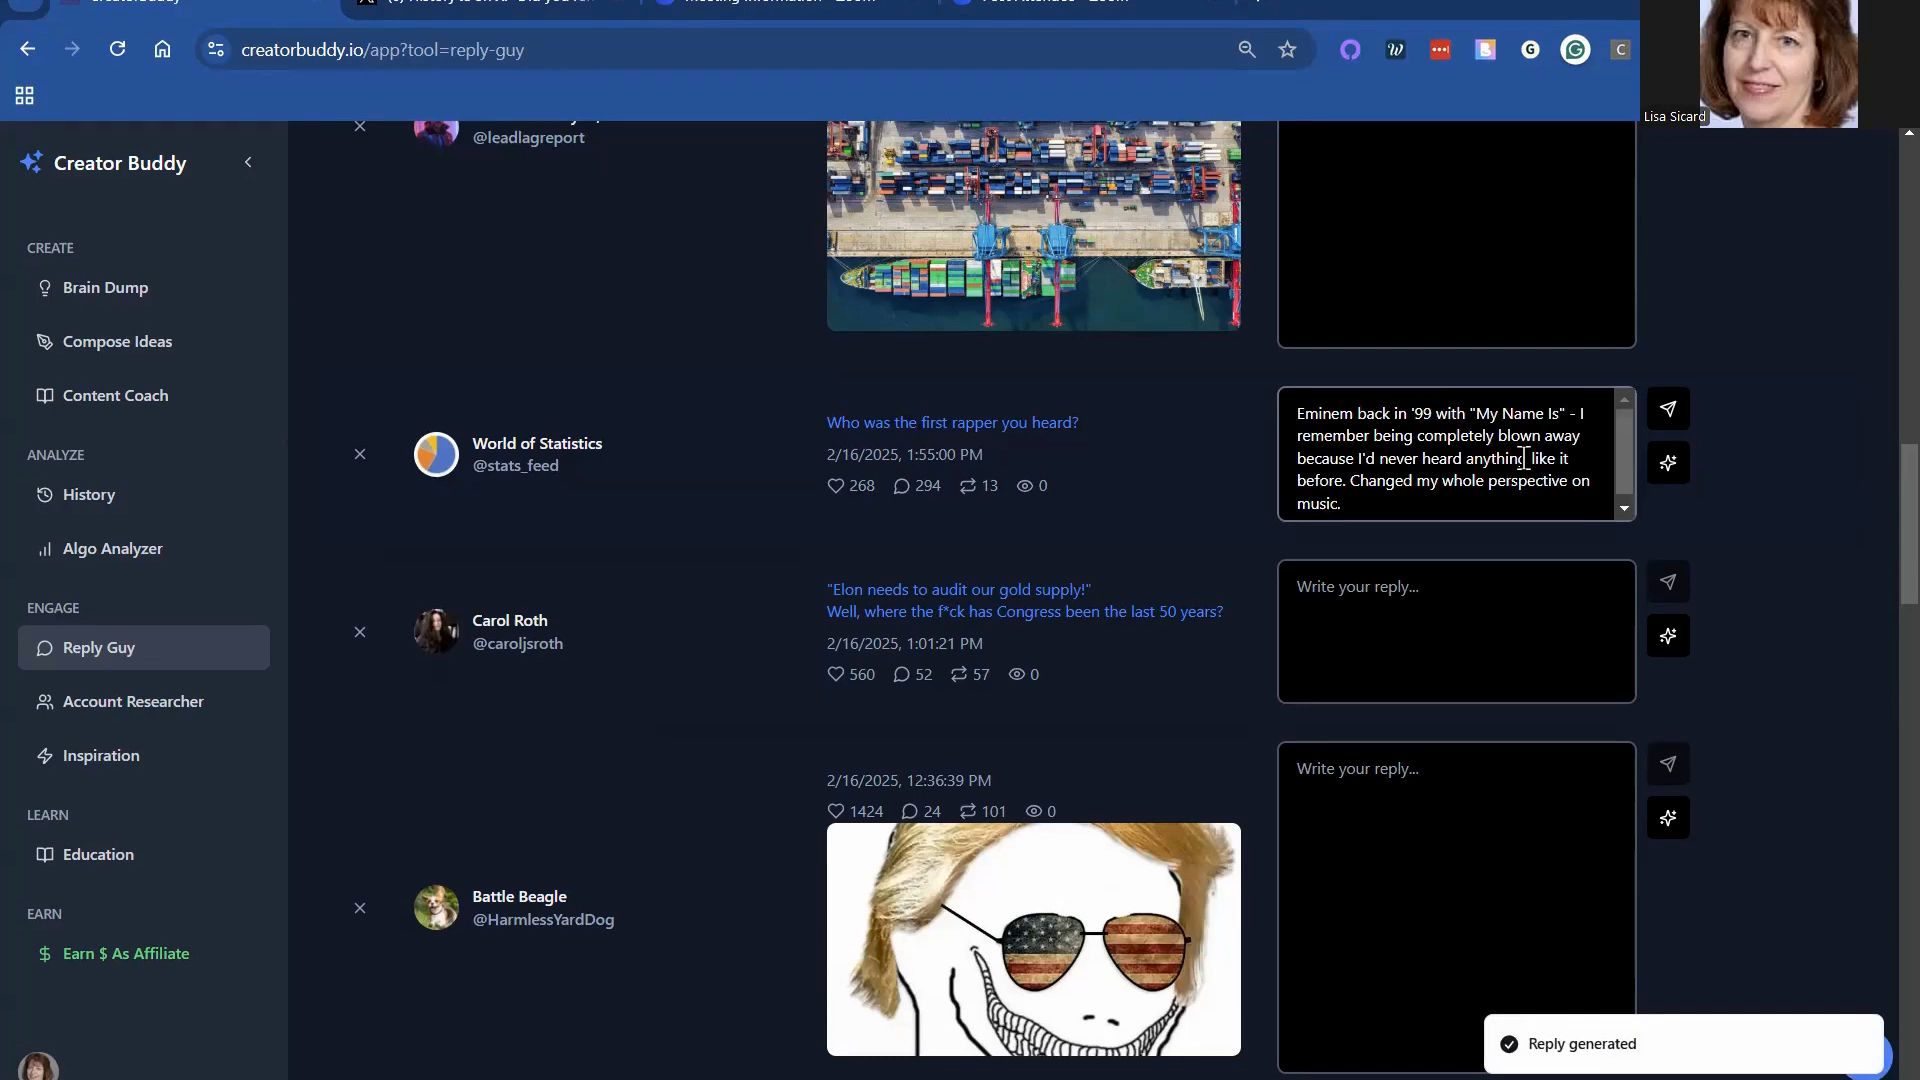 creatorbuddy.io/app?tool=reply-guy
Lisa Sicard
Creator Buddy
CREATE
Brain Dump
Compose Ideas
Content Coach
ANALYZE
History
Algo Analyzer
ENGAGE
Reply Guy
Account Researcher
Inspiration
LEARN
Education
EARN
$ Earn $ As Affiliate
@leadlagreport
World of Statistics
@stats_feed
Who was the first rapper you heard?
2/16/2025, 1:55:00 PM
268 294 13 0
Eminem back in '99 with "My Name Is" - I
remember being completely blown away
because I'd never heard anything like it
before. Changed my whole perspective on
music.
Carol Roth
@caroljsroth
"Elon needs to audit our gold supply!"
Well, where the f*ck has Congress been the last 50 years?
2/16/2025, 1:01:21 PM
560 52 57 0
Write your reply...
Battle Beagle
@HarmlessYardDog
2/16/2025, 12:36:39 PM
1424 24 101 0
Write your reply...
Reply generated